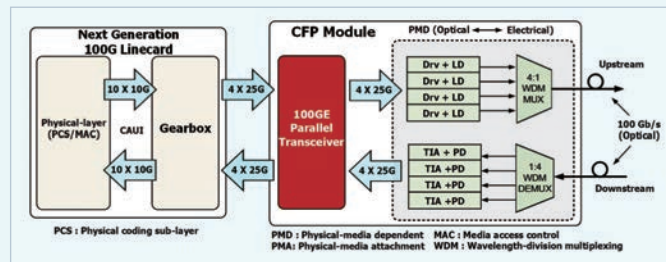 Next Generation
100G Linecard
Physical-layer
(PCS/MAC)
10 X 10G
CAUI
10 X 10G
Gearbox
4 X 25G
4 X 25G
CFP Module
100GE
Parallel
Transceiver
4 X 25G
4 X 25G
PMD (Optical Electrical)
Drv + LD
Drv + LD
Drv + LD
Drv + LD
4:1
WDM
MUX
TIA + PD
TIA +PD
TIA +PD
TIA +PD
1:4
WDM
DEMUX
Upstream
100 Gb/s
(Optical)
Downstream
PCS : Physical coding sub-layer
PMD : Physical-media dependent MAC : Media access control
PMA: Physical-media attachment WDM : Wavelength-division multiplexing